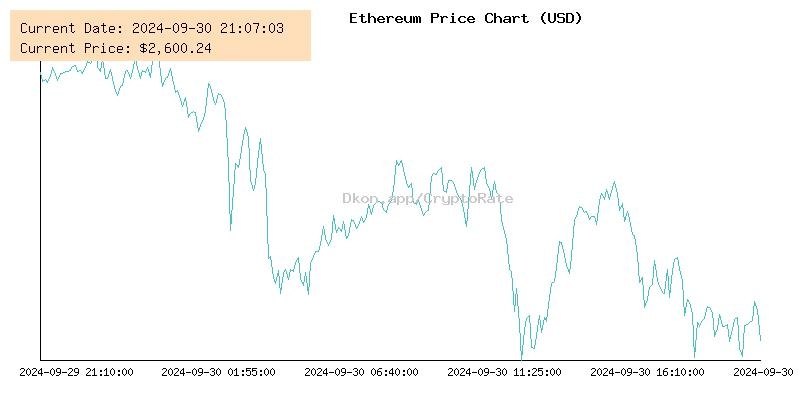 Ethereum Price Chart (USD)
Current Date: 2024-09-30 21:07:03
Current Price: $2,600.24
Dkon.app/CryptoRate
2024-09-29 21:10:00 2024-09-30 01:55:00 2024-09-30 06:40:00 2024-09-30 11:25:00 2024-09-30 16:10:00 2024-09-30